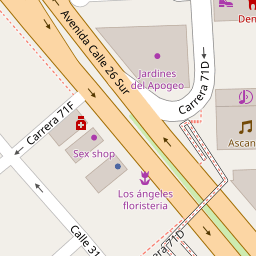 Avenida Calle 26 Sur
Den
Jardines
del Apogeo
Carrera 71D
Carrera 71F
Ascan
Sex shop
Los ángeles
floristeria
Calle 31
Carrera 71D